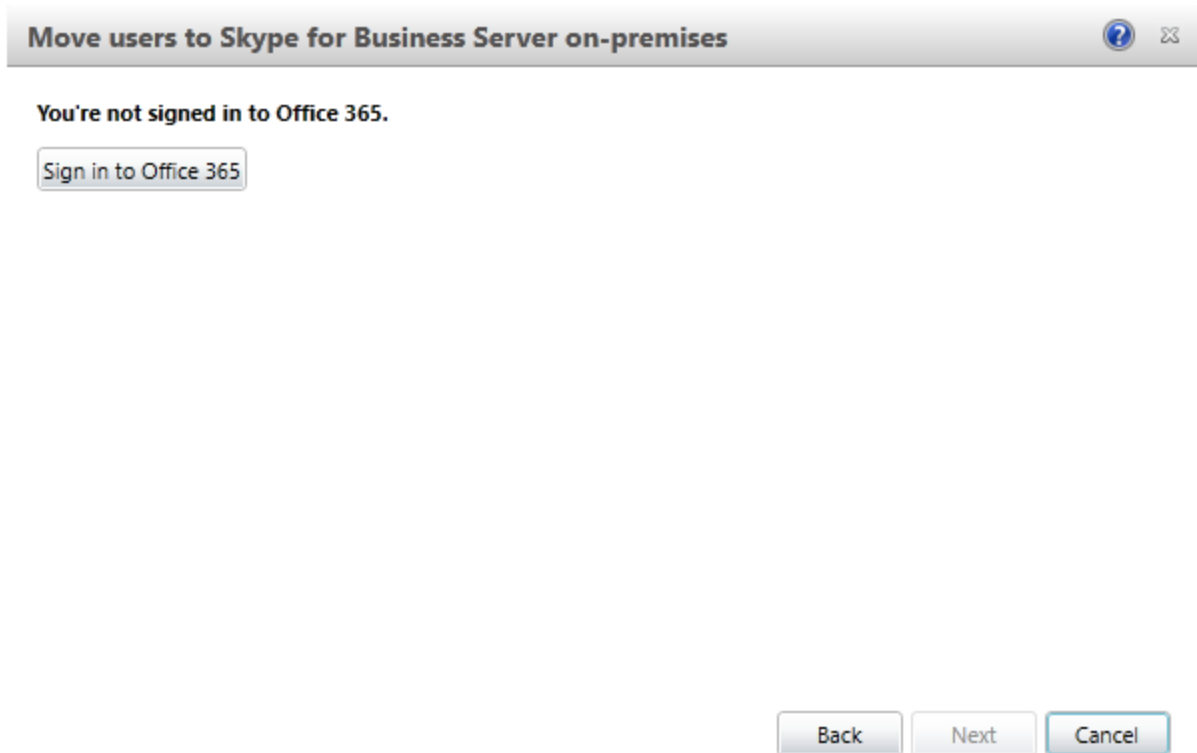 Move users to Skype for Business Server on-premises
You're not signed in to Office 365.
Sign in to Office 365
Back Next Cancel